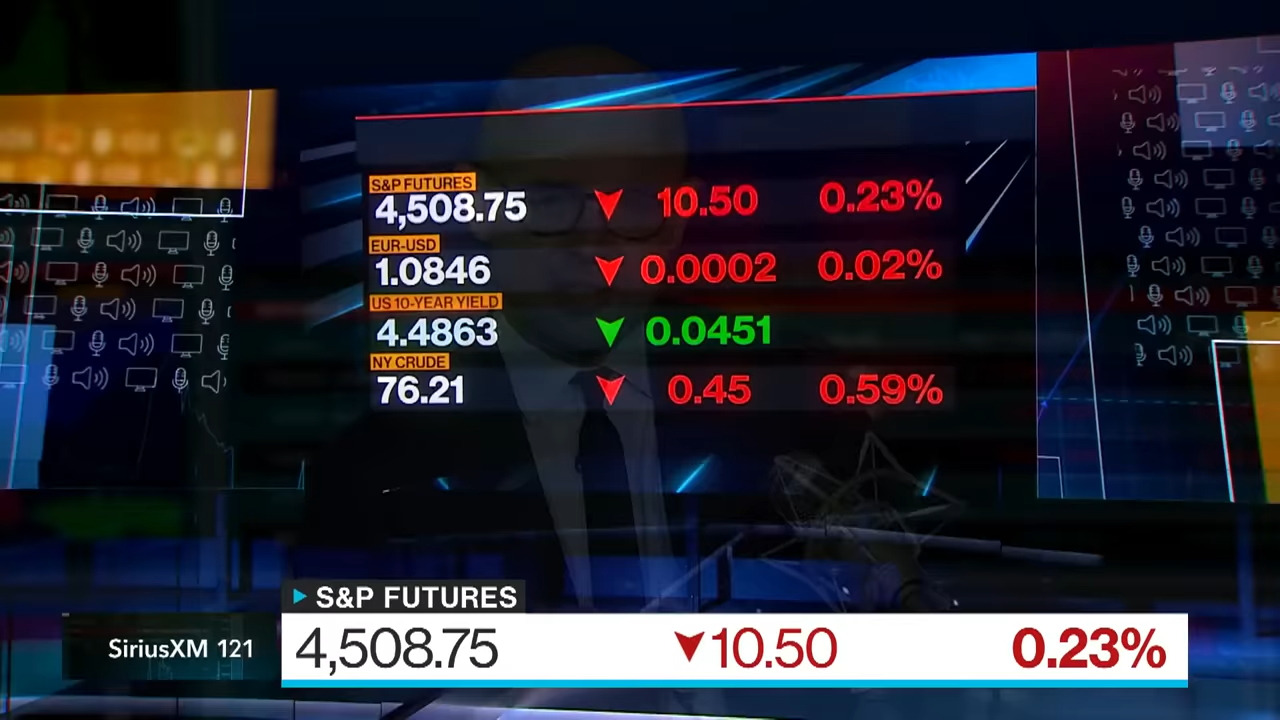 S&P FUTURES
4,508.75 10.50 0.23%
EUR-USD
1.0846 0.0002 0.02%
US 10-YEAR YIELD
4.4863 0.0451
NY CRUDE
76.21 0.45 0.59%
S&P FUTURES
SiriusXM 121 4,508.75 10.50 0.23%